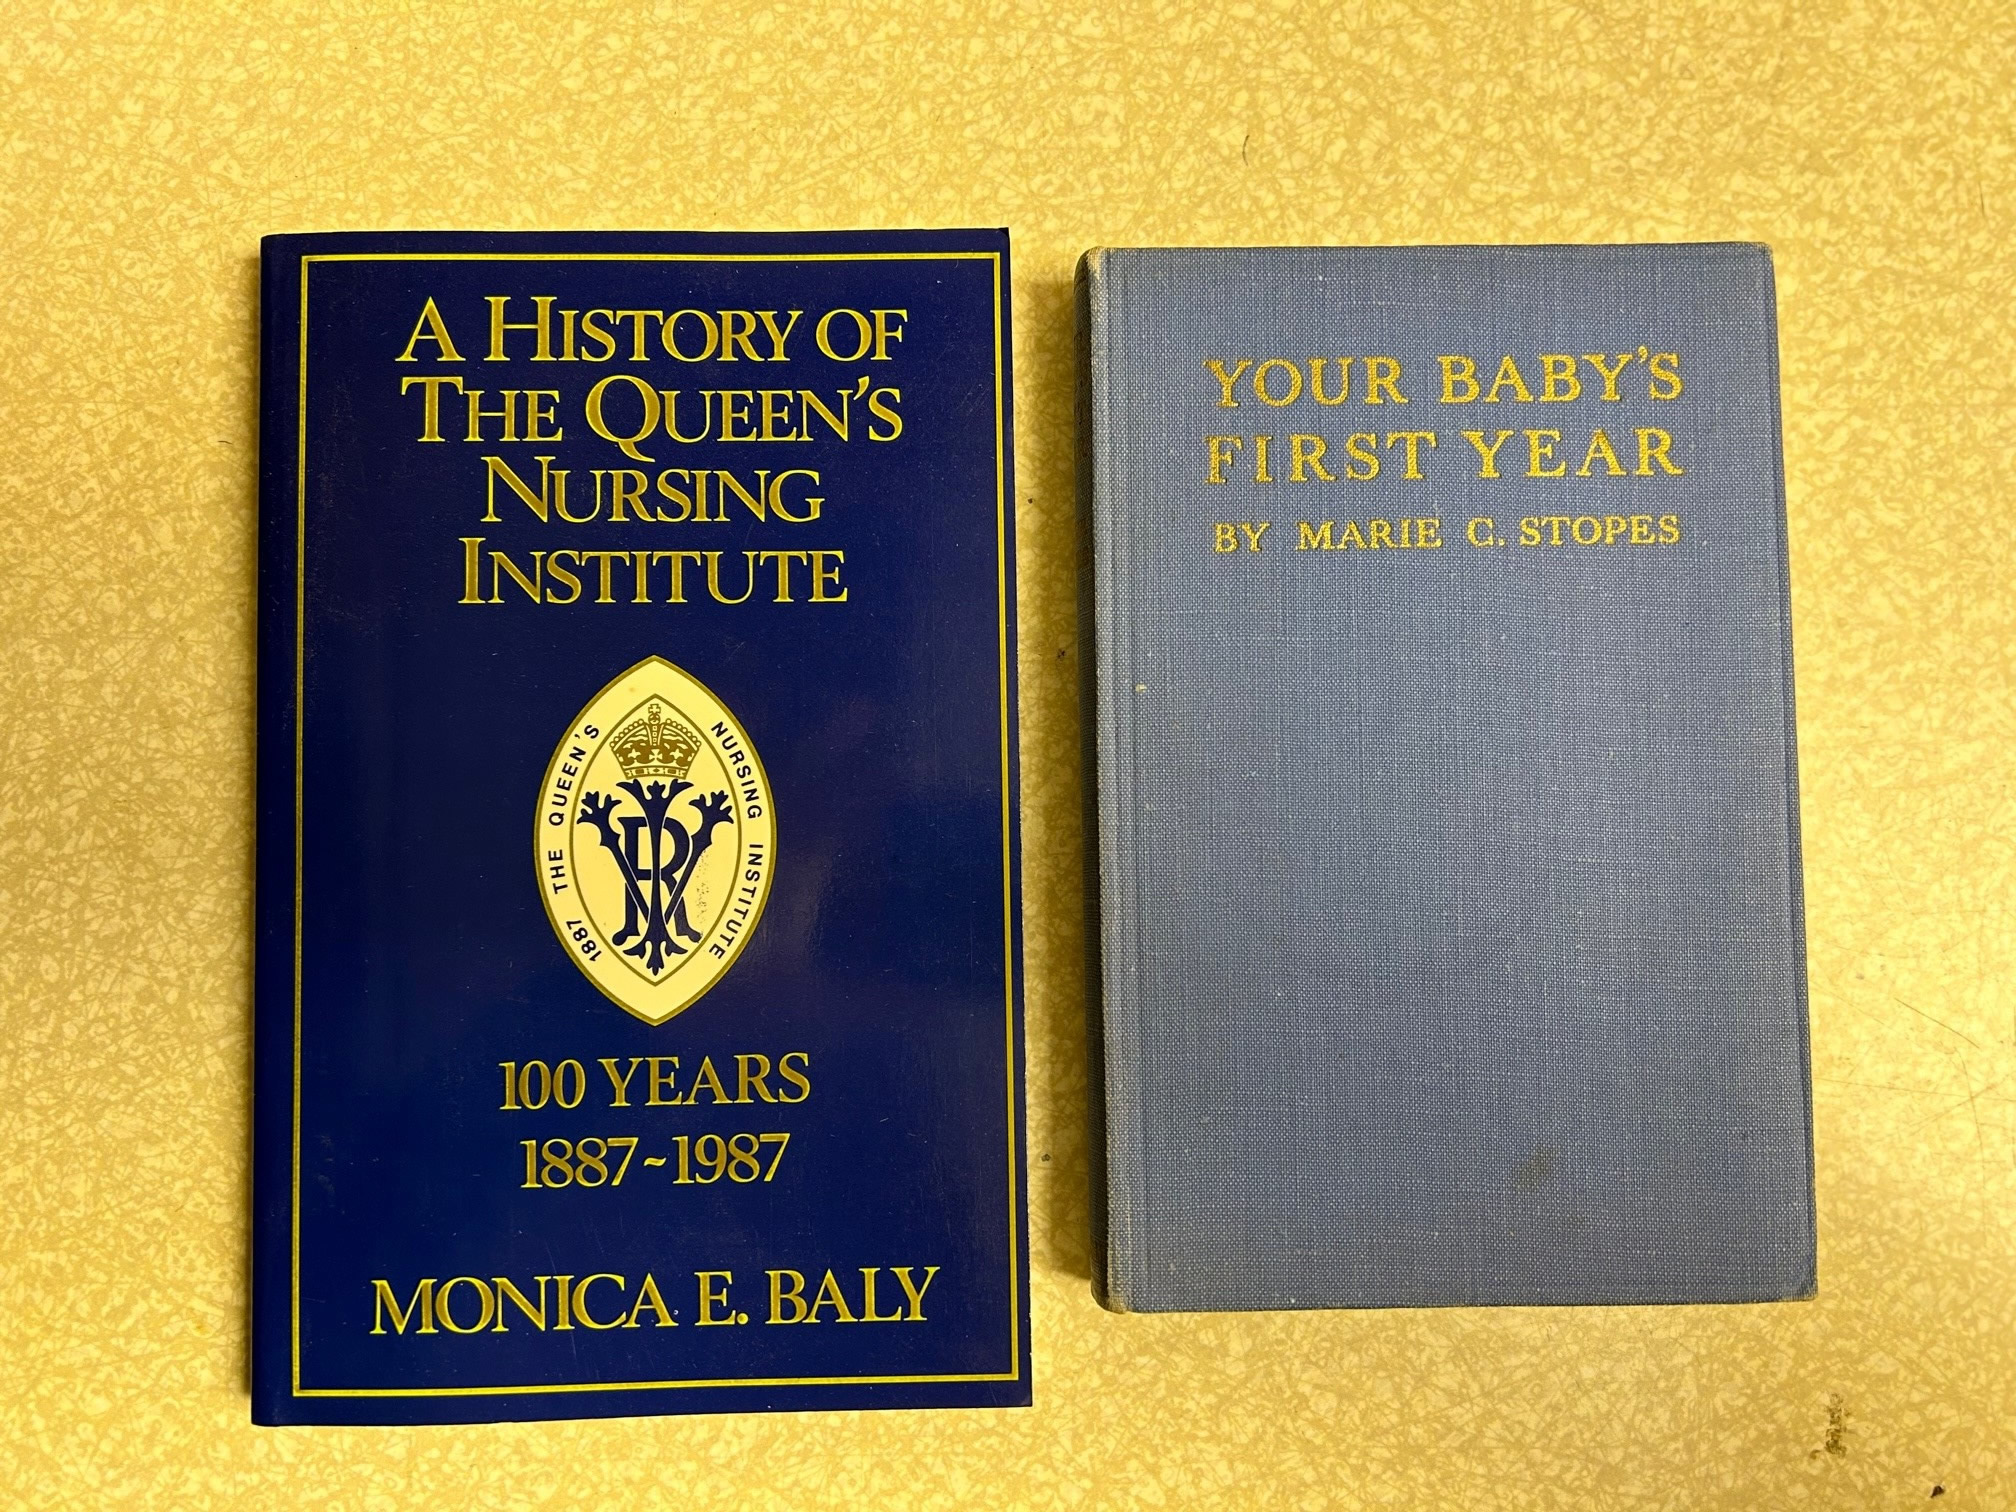 A HISTORY OF
THE QUEEN'S
NURSING
INSTITUTE
1887 THE QUEEN'S NURSING INSTITUTE
VR
100 YEARS
1887~1987
MONICA E. BALY
YOUR BABY'S
FIRST YEAR
BY MARIE C. STOPES